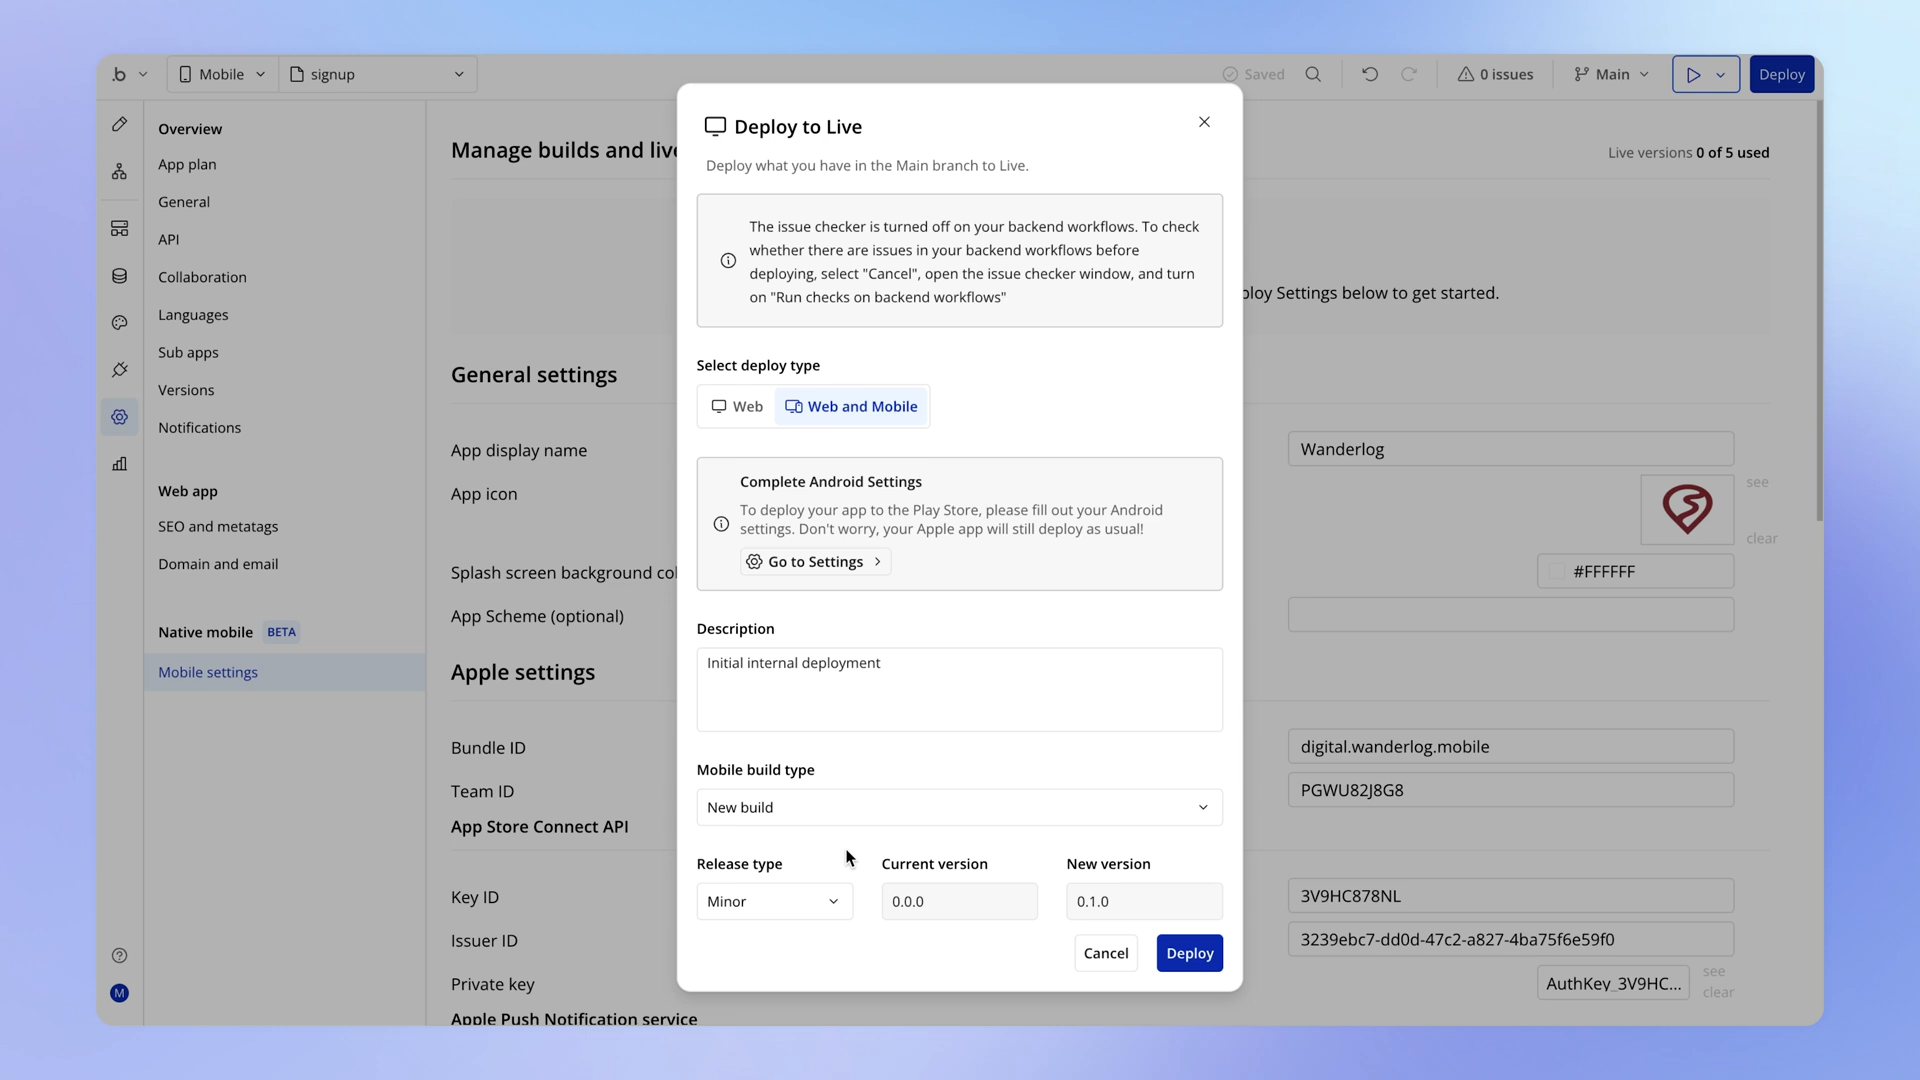 .b
Mobile
signup
Saved
0 issues
Main
Deploy
Overview
App plan
General
API
Collaboration
Languages
Sub apps
Versions
Notifications
Web app
SEO and metatags
Domain and email
Native mobile BETA
Mobile settings
M
Manage builds and live
Live versions 0 of 5 used
ploy Settings below to get started.
General settings
App display name
Wanderlog
App icon
see
clear
Splash screen background col
#FFFFFF
App Scheme (optional)
Apple settings
Bundle ID
digital.wanderlog.mobile
Team ID
PGWU82J8G8
App Store Connect API
Key ID
3V9HC878NL
Issuer ID
3239ebc7-dd0d-47c2-a827-4ba75f6e59f0
Private key
AuthKey_3V9HC...
see
clear
Apple Push Notification service
Deploy to Live
Deploy what you have in the Main branch to Live.
The issue checker is turned off on your backend workflows. To check
whether there are issues in your backend workflows before
deploying, select "Cancel", open the issue checker window, and turn
on "Run checks on backend workflows"
Select deploy type
Web
Web and Mobile
Complete Android Settings
To deploy your app to the Play Store, please fill out your Android
settings. Don't worry, your Apple app will still deploy as usual!
Go to Settings
Description
Initial internal deployment
Mobile build type
New build
Release type
Current version
New version
Minor
0.0.0
0.1.0
Cancel
Deploy